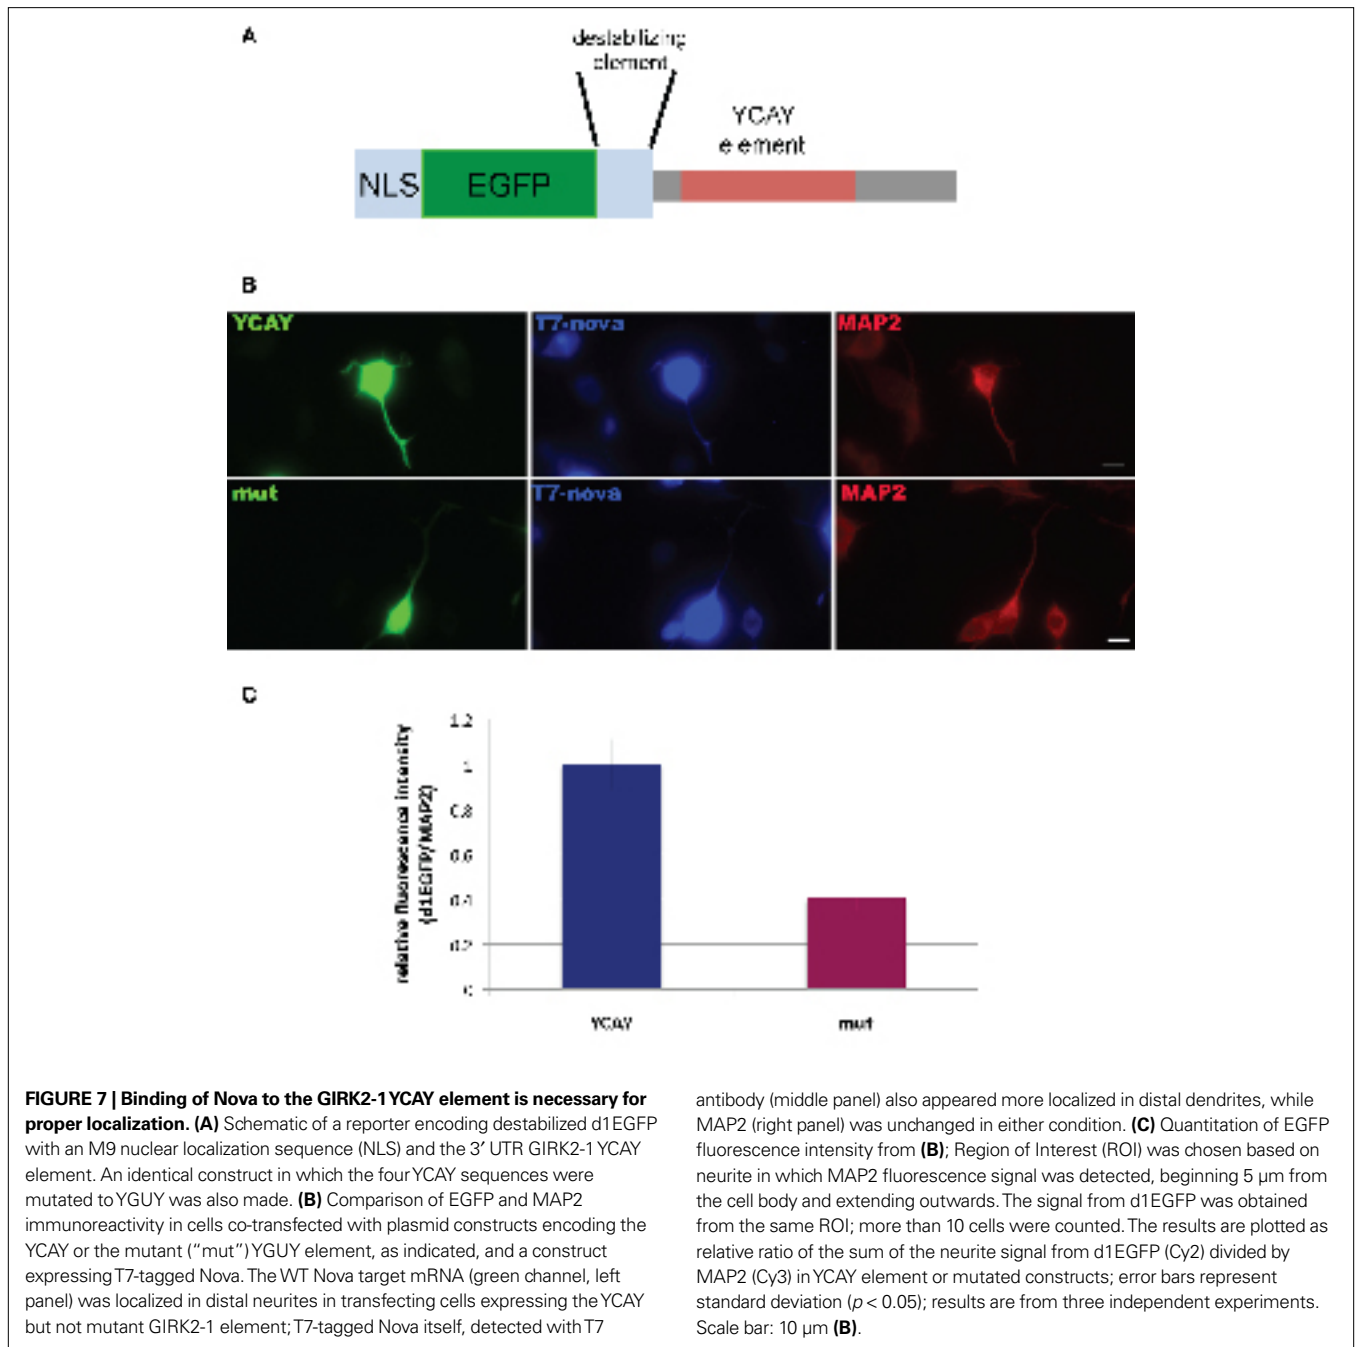 A
destabilizing
element
YCAY
element
NLS
EGFP
B
YCAY
T7-nova
MAP2
mut
T7-nova
MAP2
C
relative fluorescence intensity
(d1EGFP/MAP2)
1.2
1
0.8
0.6
0.4
0.2
0
YCAY
mut
FIGURE 7 | Binding of Nova to the GIRK2-1 YCAY element is necessary for
proper localization. (A) Schematic of a reporter encoding destabilized d1EGFP
with an M9 nuclear localization sequence (NLS) and the 3′ UTR GIRK2-1 YCAY
element. An identical construct in which the four YCAY sequences were
mutated to YGUY was also made. (B) Comparison of EGFP and MAP2
immunoreactivity in cells co-transfected with plasmid constructs encoding the
YCAY or the mutant (“mut”) YGUY element, as indicated, and a construct
expressing T7-tagged Nova. The WT Nova target mRNA (green channel, left
panel) was localized in distal neurites in transfecting cells expressing the YCAY
but not mutant GIRK2-1 element; T7-tagged Nova itself, detected with T7
antibody (middle panel) also appeared more localized in distal dendrites, while
MAP2 (right panel) was unchanged in either condition. (C) Quantitation of EGFP
fluorescence intensity from (B); Region of Interest (ROI) was chosen based on
neurite in which MAP2 fluorescence signal was detected, beginning 5 μm from
the cell body and extending outwards. The signal from d1EGFP was obtained
from the same ROI; more than 10 cells were counted. The results are plotted as
relative ratio of the sum of the neurite signal from d1EGFP (Cy2) divided by
MAP2 (Cy3) in YCAY element or mutated constructs; error bars represent
standard deviation (p < 0.05); results are from three independent experiments.
Scale bar: 10 μm (B).